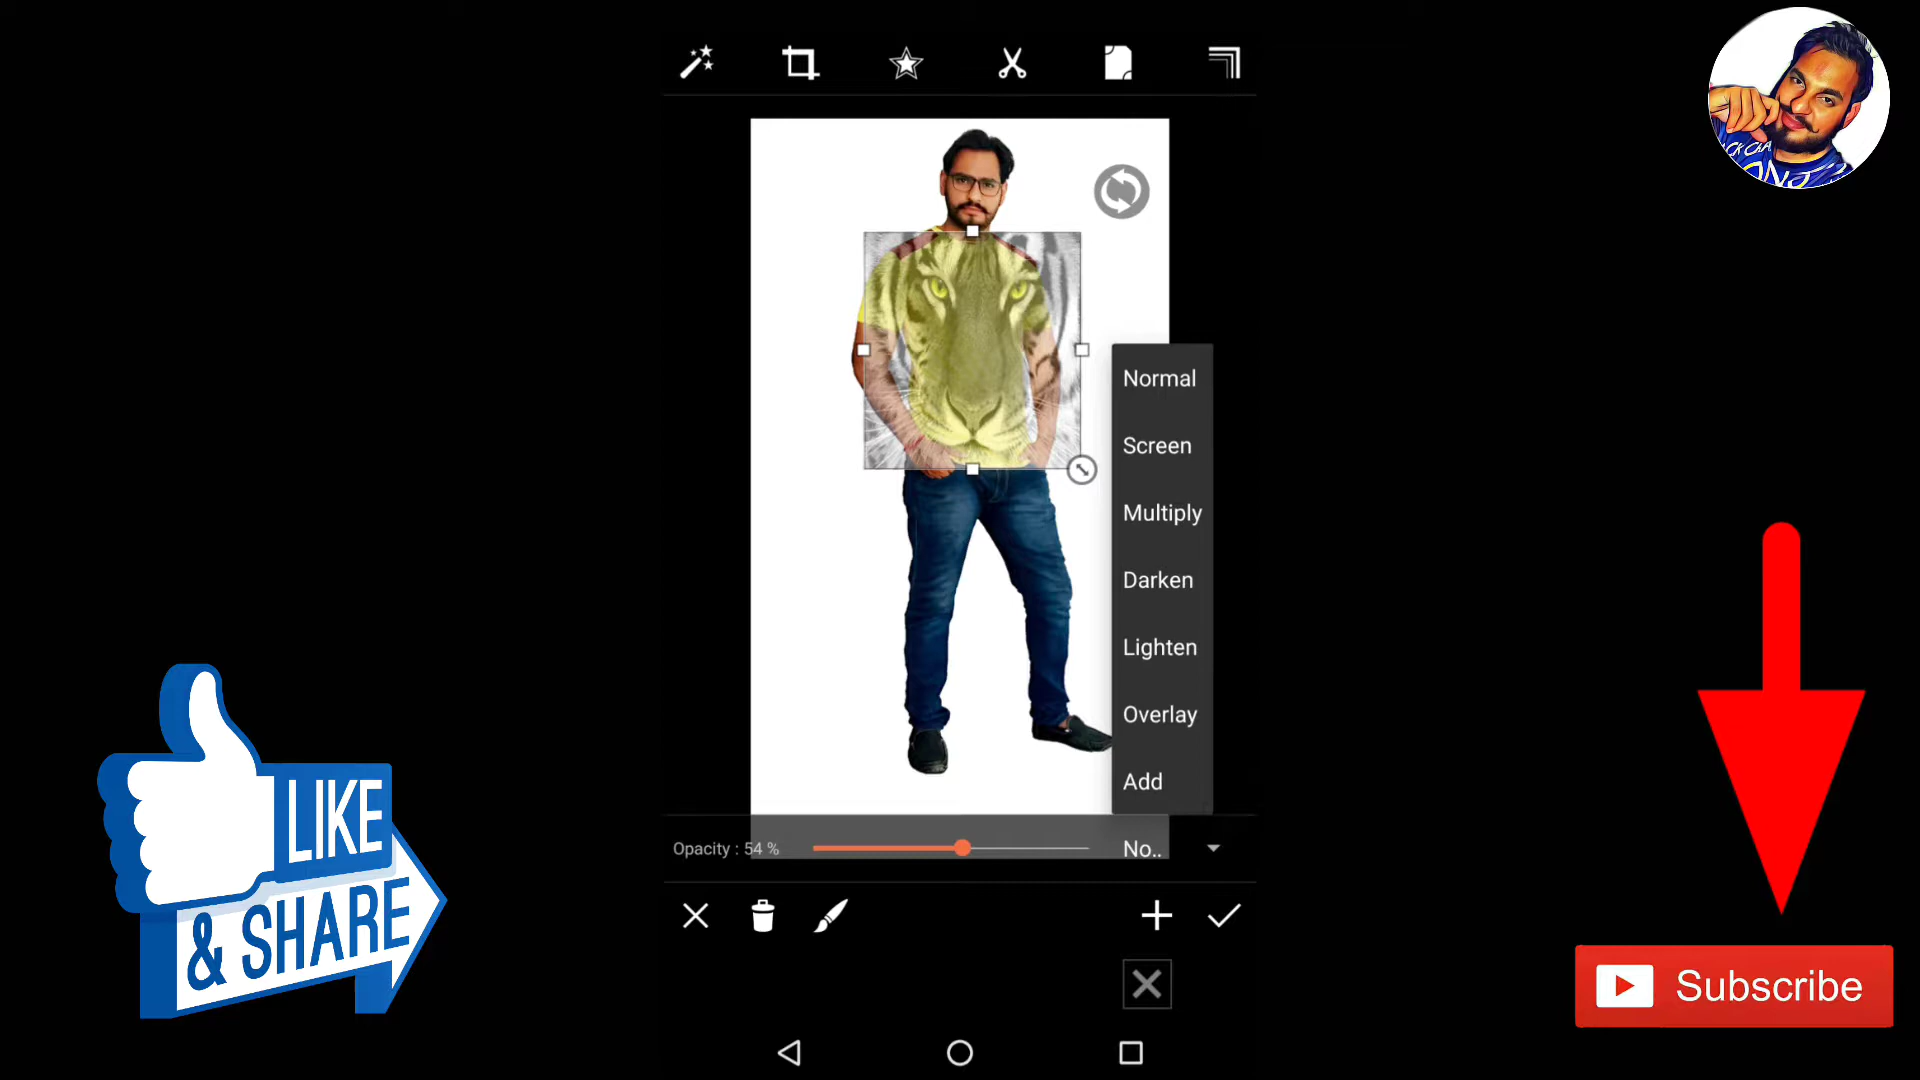 Normal
Screen
Multiply
Darken
Lighten
Overlay
Add
Opacity : 54 %
No..
LIKE
& SHARE
Subscribe